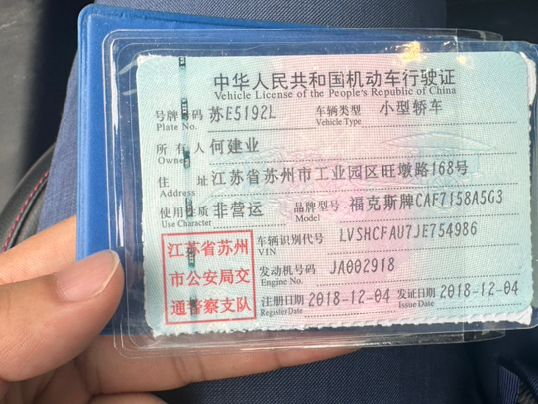 中华人民共和国机动车行驶证
Vehicle License of the People's Republic of China
号牌号码 苏E5192L 车辆类型 小型轿车
Plate No. Vehicle Type
所有人 何建业
Owner
住址 江苏省苏州市工业园区旺墩路168号
Address
使用性质 非营运 品牌型号 福克斯牌CAF7158A5G3
Use Character Model
江苏省苏州
市公安局交
通警察支队
车辆识别代号 LVSHCFAU7JE754986
VIN
发动机号码 JA002918
Engine No.
注册日期 2018-12-04 发证日期 2018-12-04
Register Date Issue Date